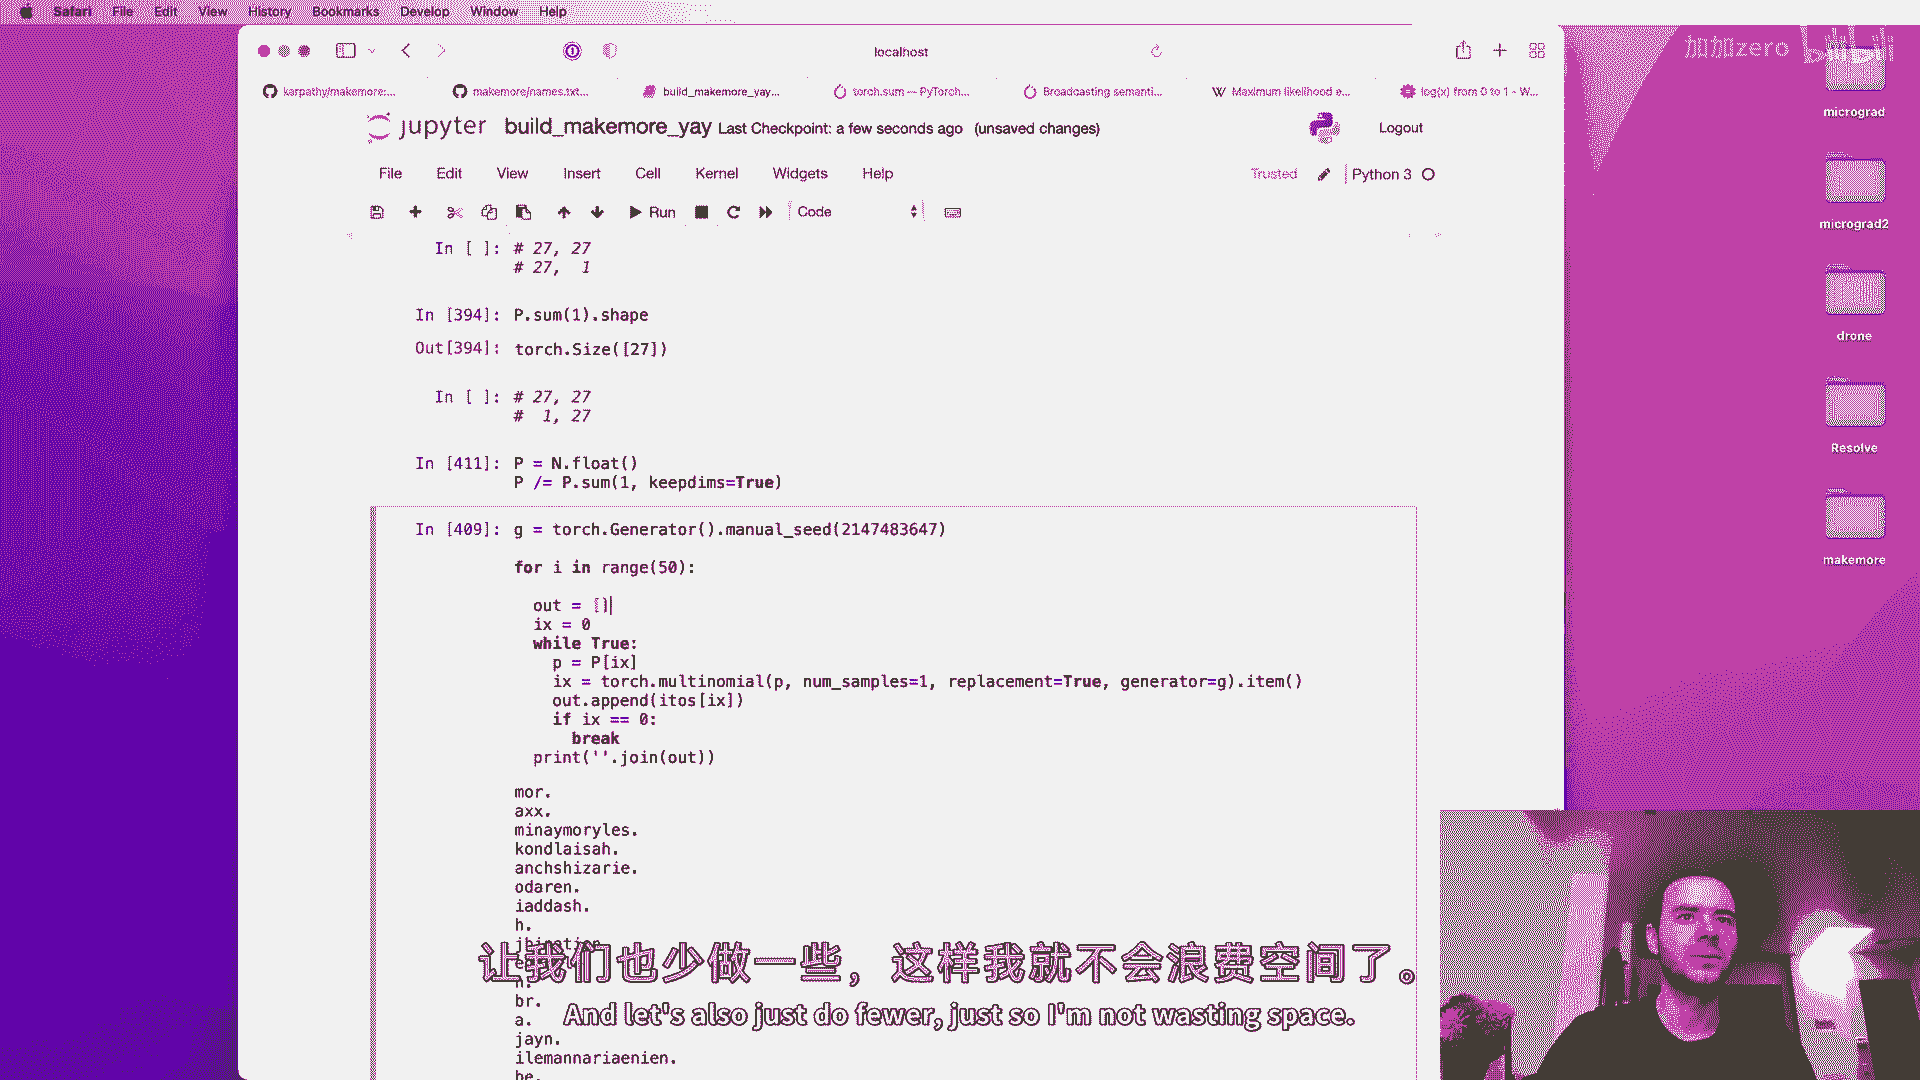 Safari File Edit View History Bookmarks Develop Window Help
localhost
加加zero bilibili
karpathy/makemore:... makemore/names.txt... build_makemore_yay... torch.sum — PyTorch... Broadcasting semanti... Maximum likelihood e... log(x) from 0 to 1 - W...
jupyter build_makemore_yay Last Checkpoint: a few seconds ago (unsaved changes)
Logout
File Edit View Insert Cell Kernel Widgets Help
Trusted Python 3
Run Code
In [ ]: # 27, 27
# 27,  1
In [394]: P.sum(1).shape
Out[394]: torch.Size([27])
In [ ]: # 27, 27
#  1, 27
In [411]: P = N.float()
P /= P.sum(1, keepdims=True)
In [409]: g = torch.Generator().manual_seed(2147483647)
for i in range(50):
out = []
ix = 0
while True:
p = P[ix]
ix = torch.multinomial(p, num_samples=1, replacement=True, generator=g).item()
out.append(itos[ix])
if ix == 0:
break
print(''.join(out))
mor.
axx.
minaymoryles.
kondlaisah.
anchshizarie.
odaren.
iaddash.
h.
br.
a.
jayn.
ilemannariaenien.
be.
让我们也少做一些，这样我就不会浪费空间了。
And let's also just do fewer, just so I'm not wasting space.
micrograd
micrograd2
drone
Resolve
makemore